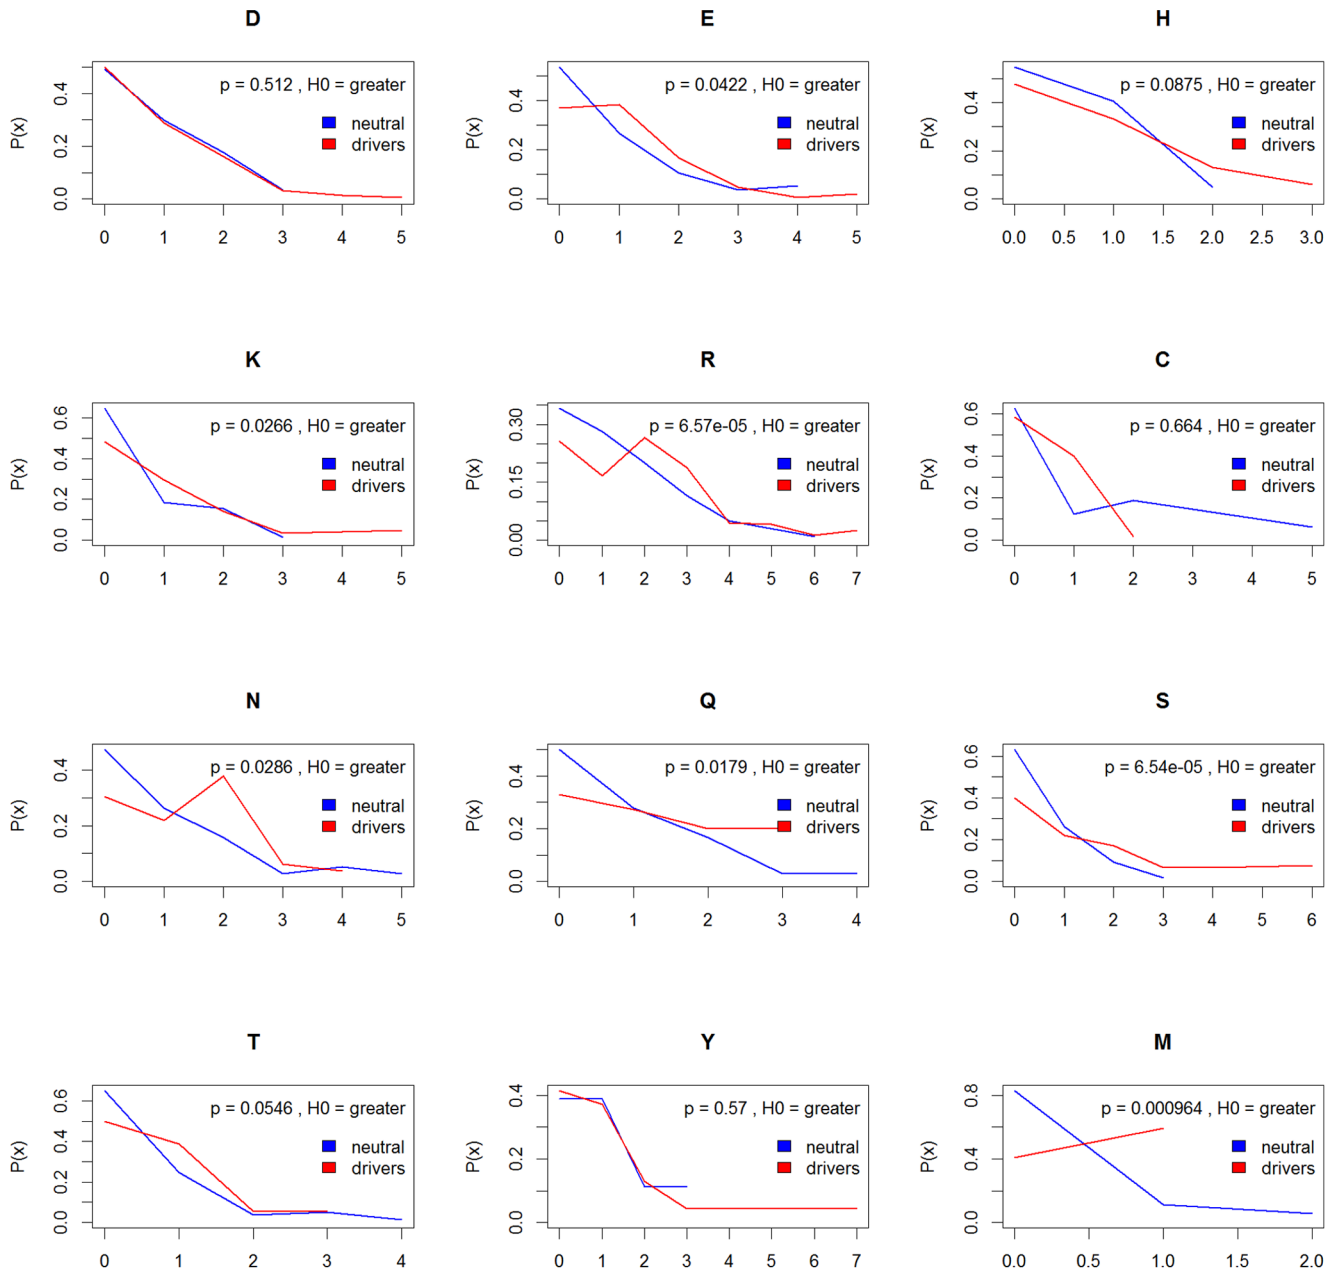 D
p = 0.512 , H0 = greater
neutral
drivers
P(x)
0.0 0.2 0.4
0 1 2 3 4 5
E
p = 0.0422 , H0 = greater
neutral
drivers
P(x)
0.0 0.2 0.4
0 1 2 3 4 5
H
p = 0.0875 , H0 = greater
neutral
drivers
P(x)
0.0 0.2 0.4
0.0 0.5 1.0 1.5 2.0 2.5 3.0
K
p = 0.0266 , H0 = greater
neutral
drivers
P(x)
0.0 0.2 0.4 0.6
0 1 2 3 4 5
R
p = 6.57e-05 , H0 = greater
neutral
drivers
P(x)
0.00 0.15 0.30
0 1 2 3 4 5 6 7
C
p = 0.664 , H0 = greater
neutral
drivers
P(x)
0.0 0.2 0.4 0.6
0 1 2 3 4 5
N
p = 0.0286 , H0 = greater
neutral
drivers
P(x)
0.0 0.2 0.4
0 1 2 3 4 5
Q
p = 0.0179 , H0 = greater
neutral
drivers
P(x)
0.0 0.2 0.4
0 1 2 3 4
S
p = 6.54e-05 , H0 = greater
neutral
drivers
P(x)
0.0 0.2 0.4 0.6
0 1 2 3 4 5 6
T
p = 0.0546 , H0 = greater
neutral
drivers
P(x)
0.0 0.2 0.4 0.6
0 1 2 3 4
Y
p = 0.57 , H0 = greater
neutral
drivers
P(x)
0.0 0.2 0.4
0 1 2 3 4 5 6 7
M
p = 0.000964 , H0 = greater
neutral
drivers
P(x)
0.0 0.4 0.8
0.0 0.5 1.0 1.5 2.0